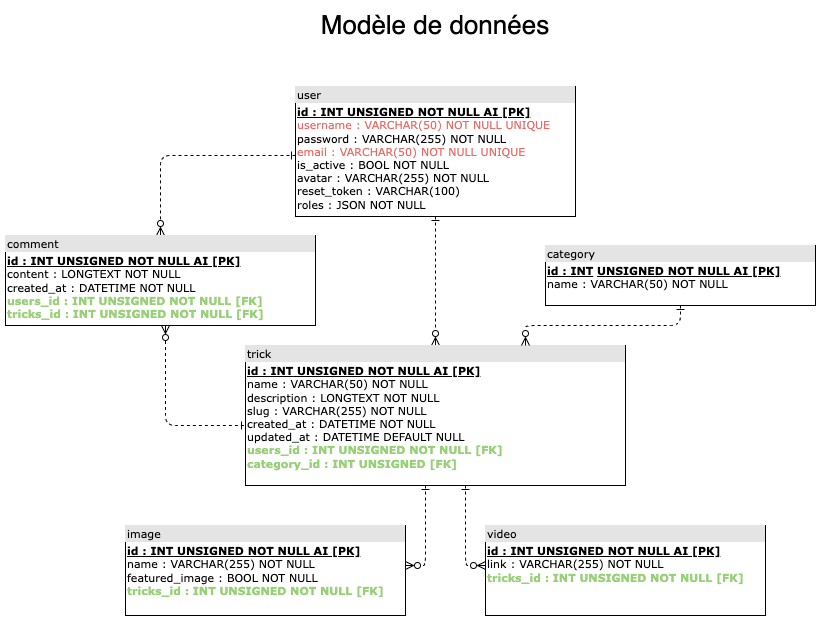 Modèle de données
user
id : INT UNSIGNED NOT NULL AI [PK]
username : VARCHAR(50) NOT NULL UNIQUE
password : VARCHAR(255) NOT NULL
email : VARCHAR(50) NOT NULL UNIQUE
is_active : BOOL NOT NULL
avatar : VARCHAR(255) NOT NULL
reset_token : VARCHAR(100)
roles : JSON NOT NULL
comment
id : INT UNSIGNED NOT NULL AI [PK]
content : LONGTEXT NOT NULL
created_at : DATETIME NOT NULL
users_id : INT UNSIGNED NOT NULL [FK]
tricks_id : INT UNSIGNED NOT NULL [FK]
category
id : INT UNSIGNED NOT NULL AI [PK]
name : VARCHAR(50) NOT NULL
trick
id : INT UNSIGNED NOT NULL AI [PK]
name : VARCHAR(50) NOT NULL
description : LONGTEXT NOT NULL
slug : VARCHAR(255) NOT NULL
created_at : DATETIME NOT NULL
updated_at : DATETIME DEFAULT NULL
users_id : INT UNSIGNED NOT NULL [FK]
category_id : INT UNSIGNED [FK]
image
id : INT UNSIGNED NOT NULL AI [PK]
name : VARCHAR(255) NOT NULL
featured_image : BOOL NOT NULL
tricks_id : INT UNSIGNED NOT NULL [FK]
video
id : INT UNSIGNED NOT NULL AI [PK]
link : VARCHAR(255) NOT NULL
tricks_id : INT UNSIGNED NOT NULL [FK]